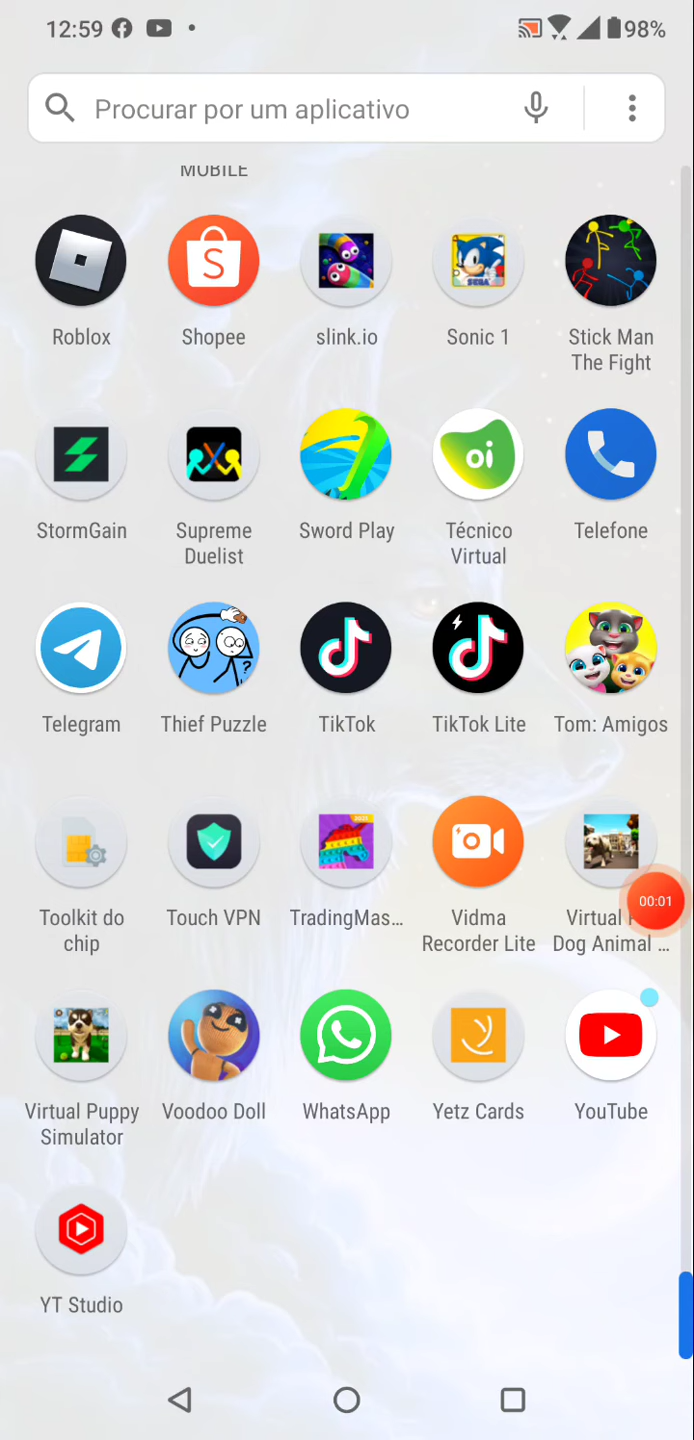 12:59
98%
Procurar por um aplicativo
MOBILE
S
SEGA
Roblox
Shopee
slink.io
Sonic 1
Stick Man
The Fight
oi
StormGain
Supreme
Duelist
Sword Play
Técnico
Virtual
Telefone
?
Telegram
Thief Puzzle
TikTok
TikTok Lite
Tom: Amigos
Toolkit do
chip
Touch VPN
TradingMas...
Vidma
Recorder Lite
Virtual
Dog Animal ...
00:01
Virtual Puppy
Simulator
Voodoo Doll
WhatsApp
Yetz Cards
YouTube
YT Studio